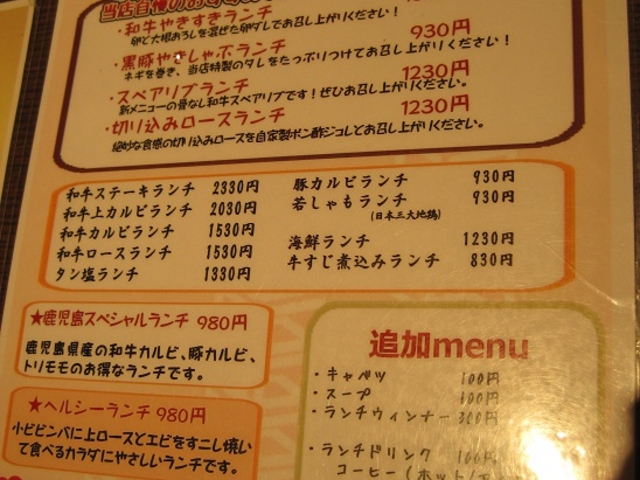 当店自慢のお
・和牛やきすきランチ
卵と大根おろしを混ぜた卵ダレでお召し上がりください!
930円
・黒豚やきしゃぶランチ
ネギを巻き、当店特製のタレをたっぷりつけてお召し上がりください!
・スペアリブランチ 1230円
新メニューの骨なし和牛スペアリブです!ぜひお召し上がりください。
・切り込みロースランチ 1230円
絶妙な食感の切り込みロースを自家製ポン酢ジュレとお召し上がりください。
和牛ステーキランチ 2330円
和牛上カルビランチ 2030円
和牛カルビランチ 1530円
和牛ロースランチ 1530円
タン塩ランチ 1330円
豚カルビランチ 930円
若しゃもランチ 930円
(日本三大地鶏)
海鮮ランチ 1230円
牛すじ煮込みランチ 830円
★鹿児島スペシャルランチ 980円
鹿児島県産の和牛カルビ、豚カルビ、
トリモモのお得なランチです。
★ヘルシーランチ 980円
小ビビンバに上ロースとエビをすこし焼い
て食べるカラダにやさしいランチです。
追加menu
・キャベツ 100円
・スープ 100円
・ランチウィンナー 300円
・ランチドリンク 100円
コーヒー(ホット/アイ